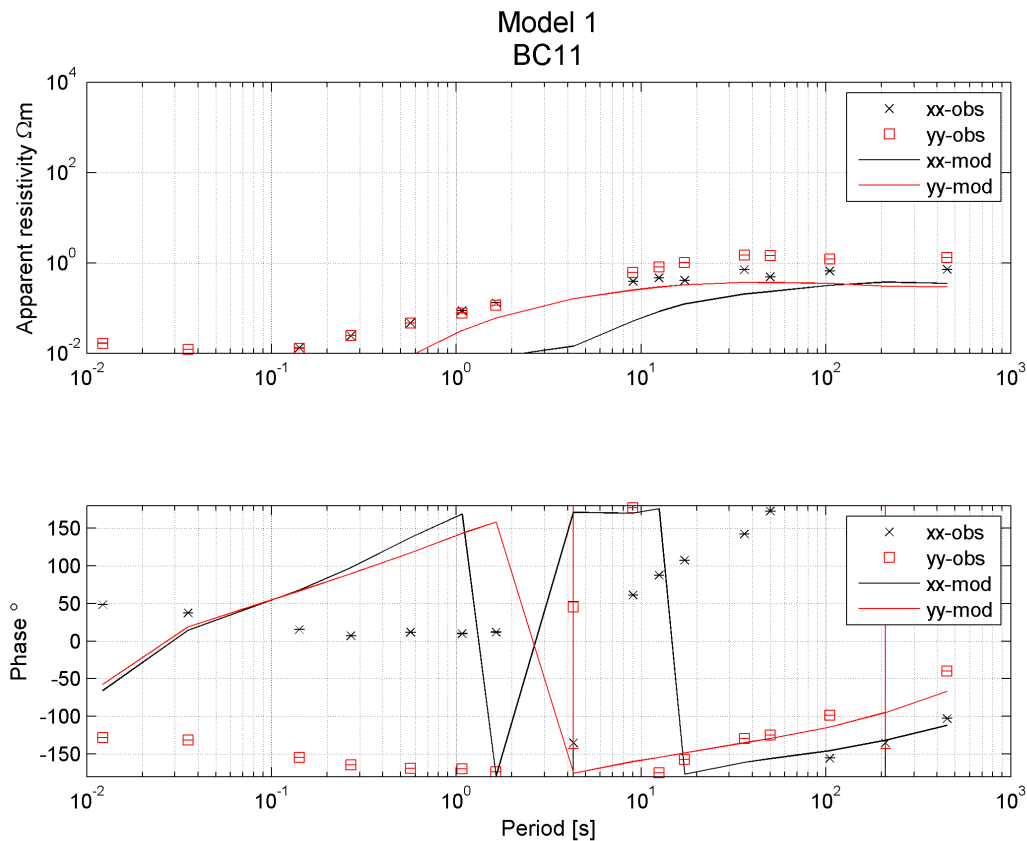 Model 1
BC11
Apparent resistivity Ωm
10^4
10^2
10^0
10^-2
10^-2
10^-1
10^0
10^1
10^2
10^3
xx-obs
yy-obs
xx-mod
yy-mod
Phase °
150
100
50
0
-50
-100
-150
10^-2
10^-1
10^0
10^1
10^2
10^3
xx-obs
yy-obs
xx-mod
yy-mod
Period [s]